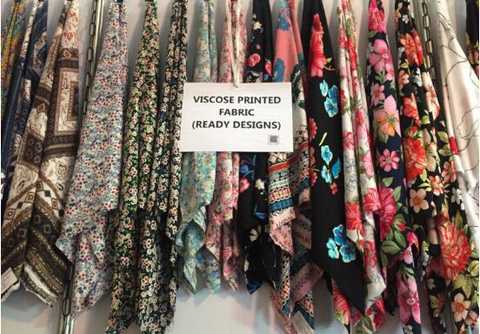 VISCOSE PRINTED
FABRIC
(READY DESIGNS)